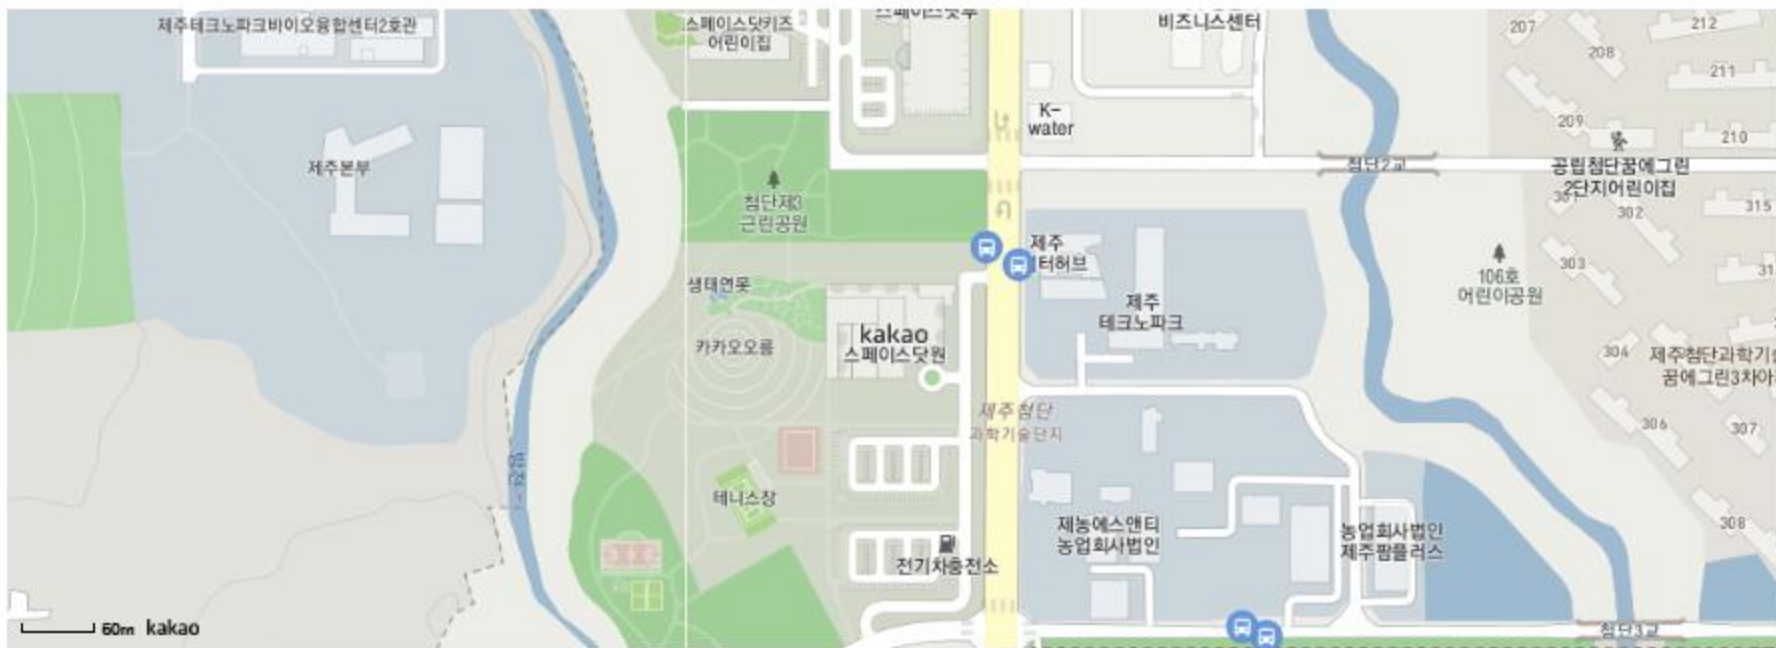 제주테크노파크바이오융합센터2호관
스페이스닷키즈
어린이집
비즈니스센터
207
208
212
211
K-
water
209
210
제주본부
첨단2교
공립첨단꿈에그린
2단지어린이집
첨단제3
근린공원
301
302
315
제주
터허브
303
106호
어린이공원
생태연못
제주
테크노파크
kakao
스페이스닷원
카카오오름
304
제주첨단과학기술
꿈에그린3차아
제주첨단
과학기술단지
306
307
테니스장
제농에스앤티
농업회사법인
농업회사법인
제주팜플러스
308
전기차충전소
60m kakao
첨단3교